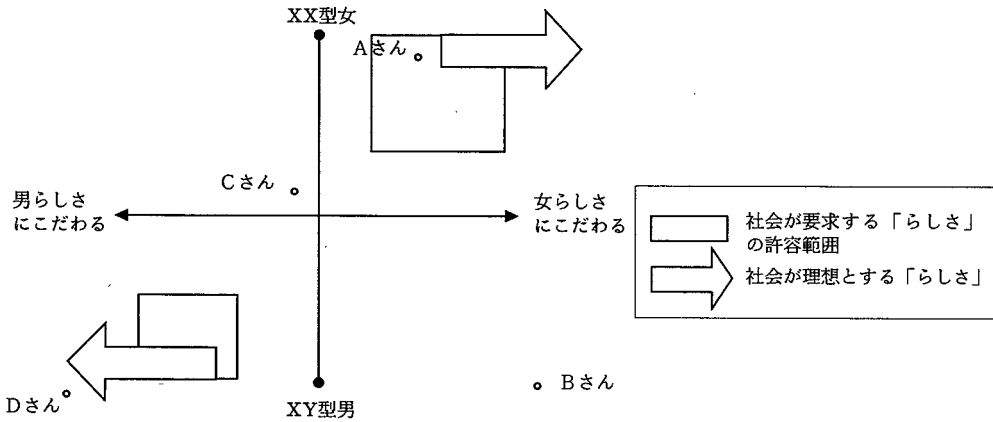 XX型女
Aさん
Cさん
男らしさ
にこだわる
女らしさ
にこだわる
社会が要求する「らしさ」
の許容範囲
社会が理想とする「らしさ」
Dさん
Bさん
XY型男